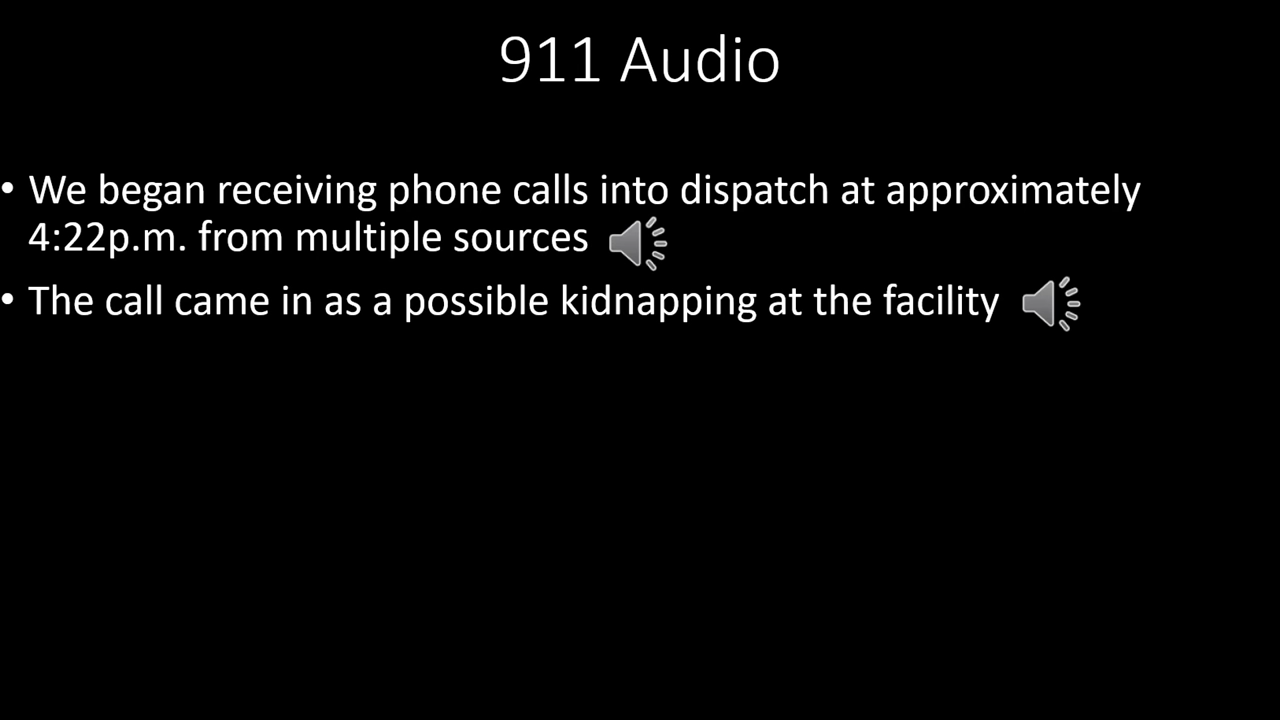 911 Audio
• We began receiving phone calls into dispatch at approximately
4:22p.m. from multiple sources
• The call came in as a possible kidnapping at the facility